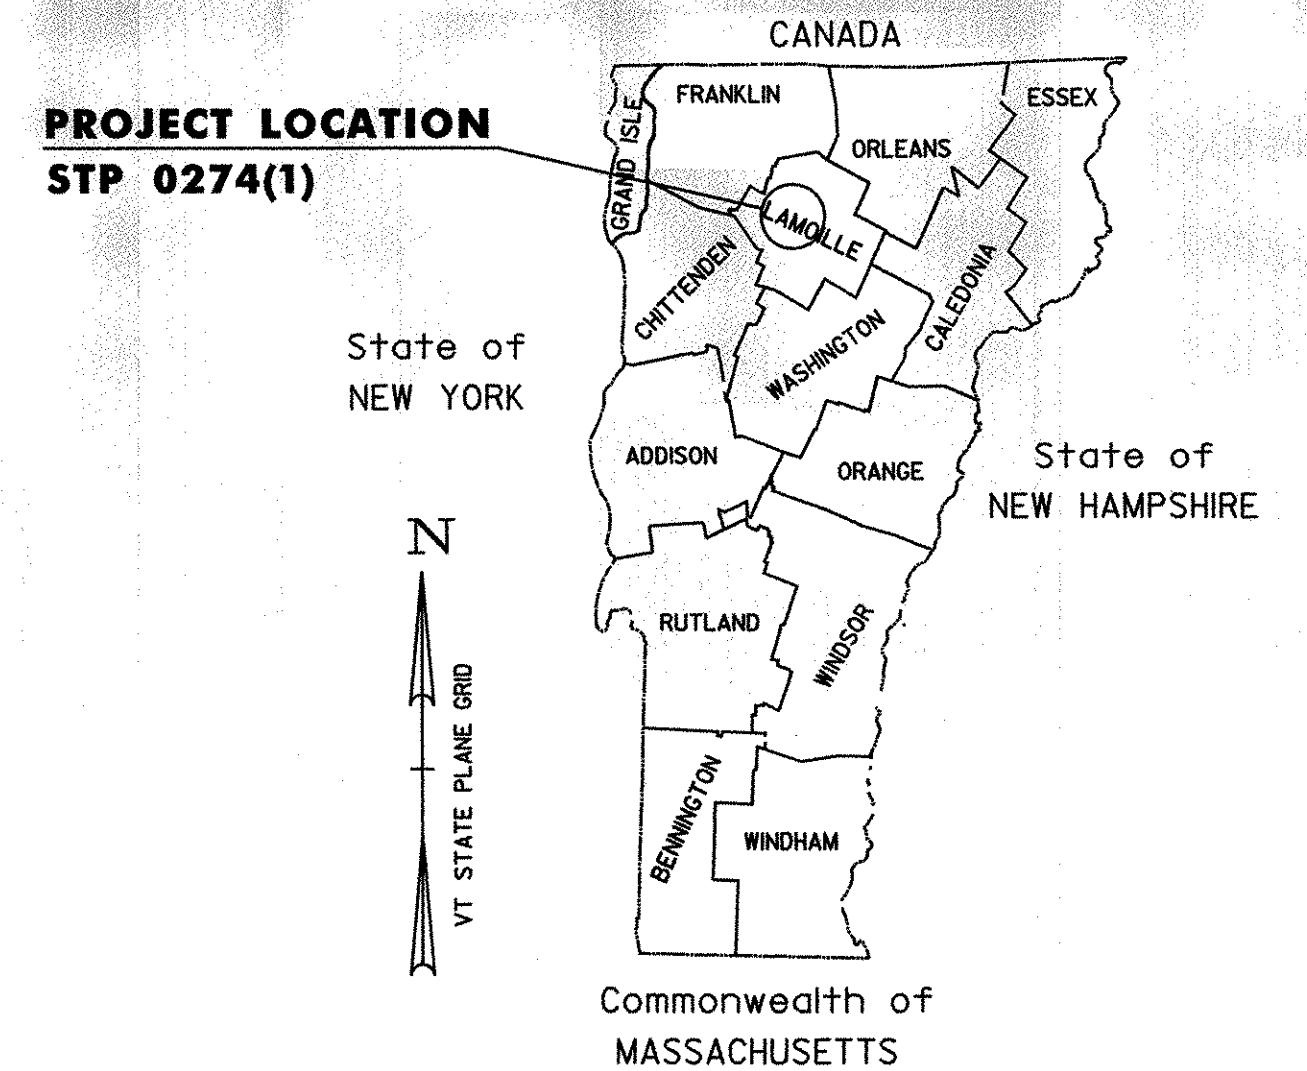 CANADA
PROJECT LOCATION
STP 0274(1)
FRANKLIN
ESSEX
GRAND ISLE
ORLEANS
LAMOILLE
CHITTENDEN
CALEDONIA
WASHINGTON
State of
NEW YORK
ADDISON
ORANGE
State of
NEW HAMPSHIRE
N
VT STATE PLANE GRID
RUTLAND
WINDSOR
BENNINGTON
WINDHAM
Commonwealth of
MASSACHUSETTS